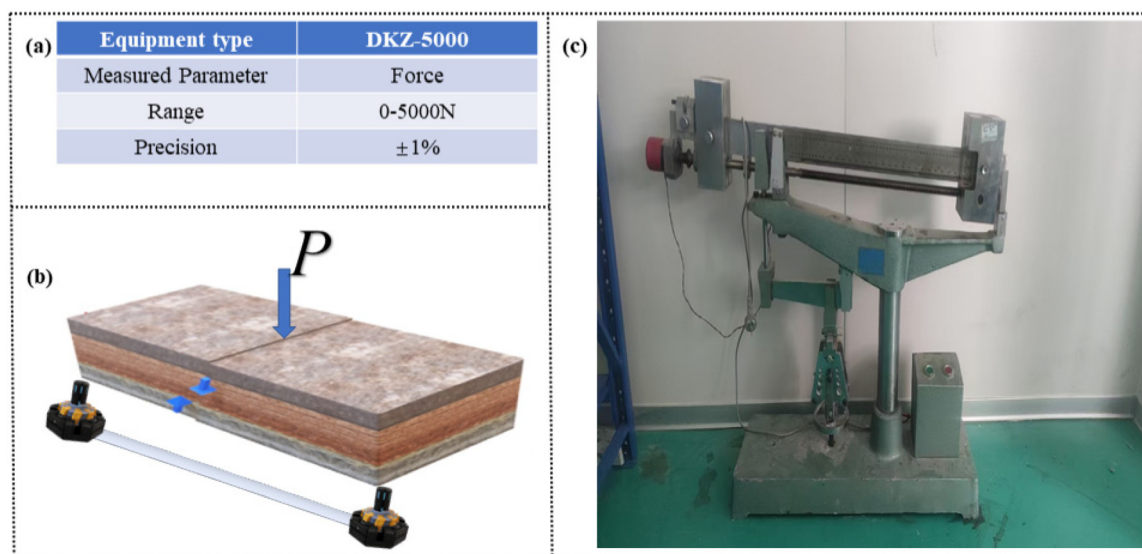 (a)
Equipment type DKZ-5000
Measured Parameter Force
Range 0-5000N
Precision ±1%
(b)
P
(c)